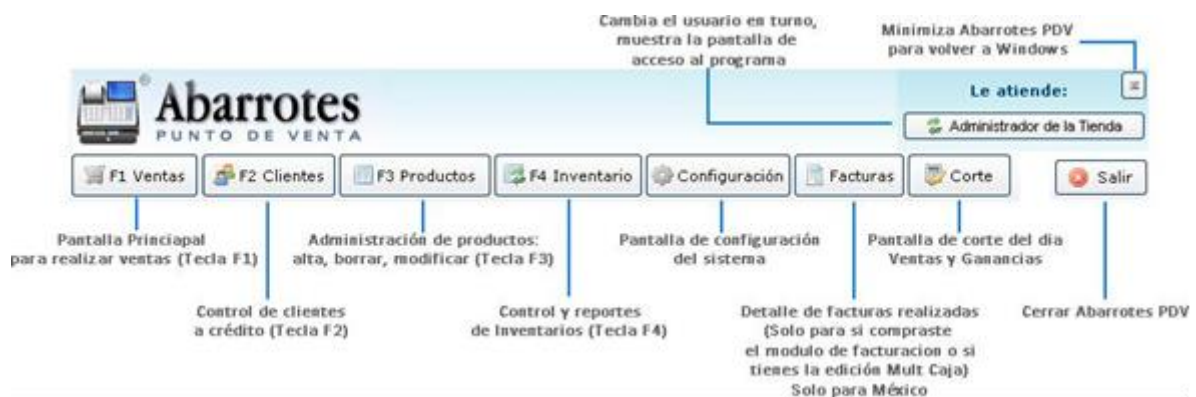 Cambia el usuario en turno,
muestra la pantalla de
acceso al programa
Minimiza Abarrotes PDV
para volver a Windows
Abarrotes®
PUNTO DE VENTA
Le atiende:
Administrador de la Tienda
F1 Ventas
F2 Clientes
F3 Productos
F4 Inventario
Configuración
Facturas
Corte
Salir
Pantalla Princiapal
para realizar ventas (Tecla F1)
Administración de productos:
alta, borrar, modificar (Tecla F3)
Pantalla de configuración
del sistema
Pantalla de corte del dia
Ventas y Ganancias
Control de clientes
a crédito (Tecla F2)
Control y reportes
de Inventarios (Tecla F4)
Detalle de facturas realizadas
(Solo para si compraste
el modulo de facturacion o si
tienes la edición Mult Caja)
Solo para México
Cerrar Abarrotes PDV